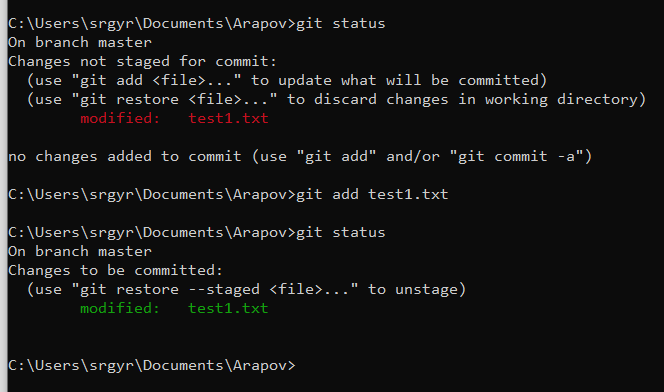 C:\Users\srgyr\Documents\Arapov>git status
On branch master
Changes not staged for commit:
  (use "git add <file>..." to update what will be committed)
  (use "git restore <file>..." to discard changes in working directory)
        modified:   test1.txt

no changes added to commit (use "git add" and/or "git commit -a")

C:\Users\srgyr\Documents\Arapov>git add test1.txt

C:\Users\srgyr\Documents\Arapov>git status
On branch master
Changes to be committed:
  (use "git restore --staged <file>..." to unstage)
        modified:   test1.txt


C:\Users\srgyr\Documents\Arapov>